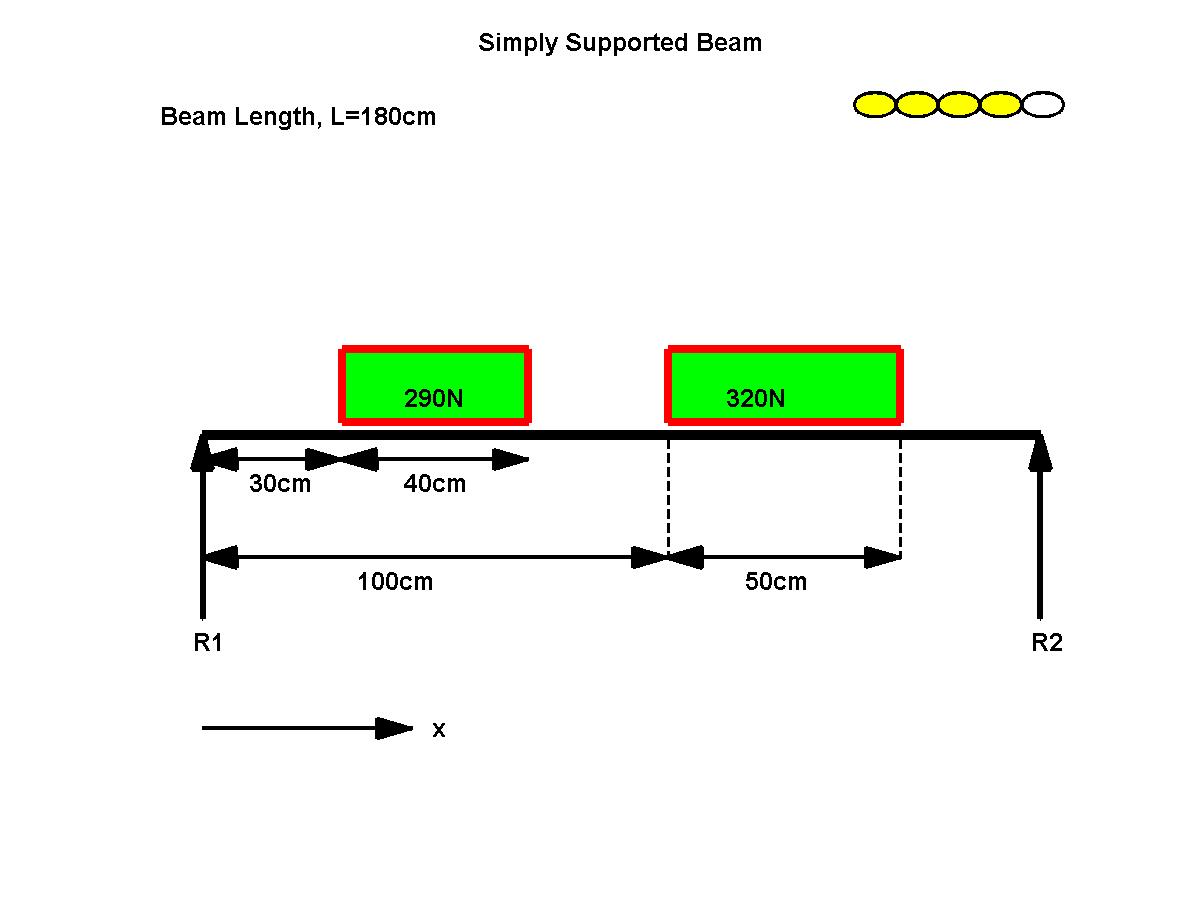 Simply Supported Beam
Beam Length, L=180cm
290N
320N
30cm
40cm
100cm
50cm
R1
R2
x